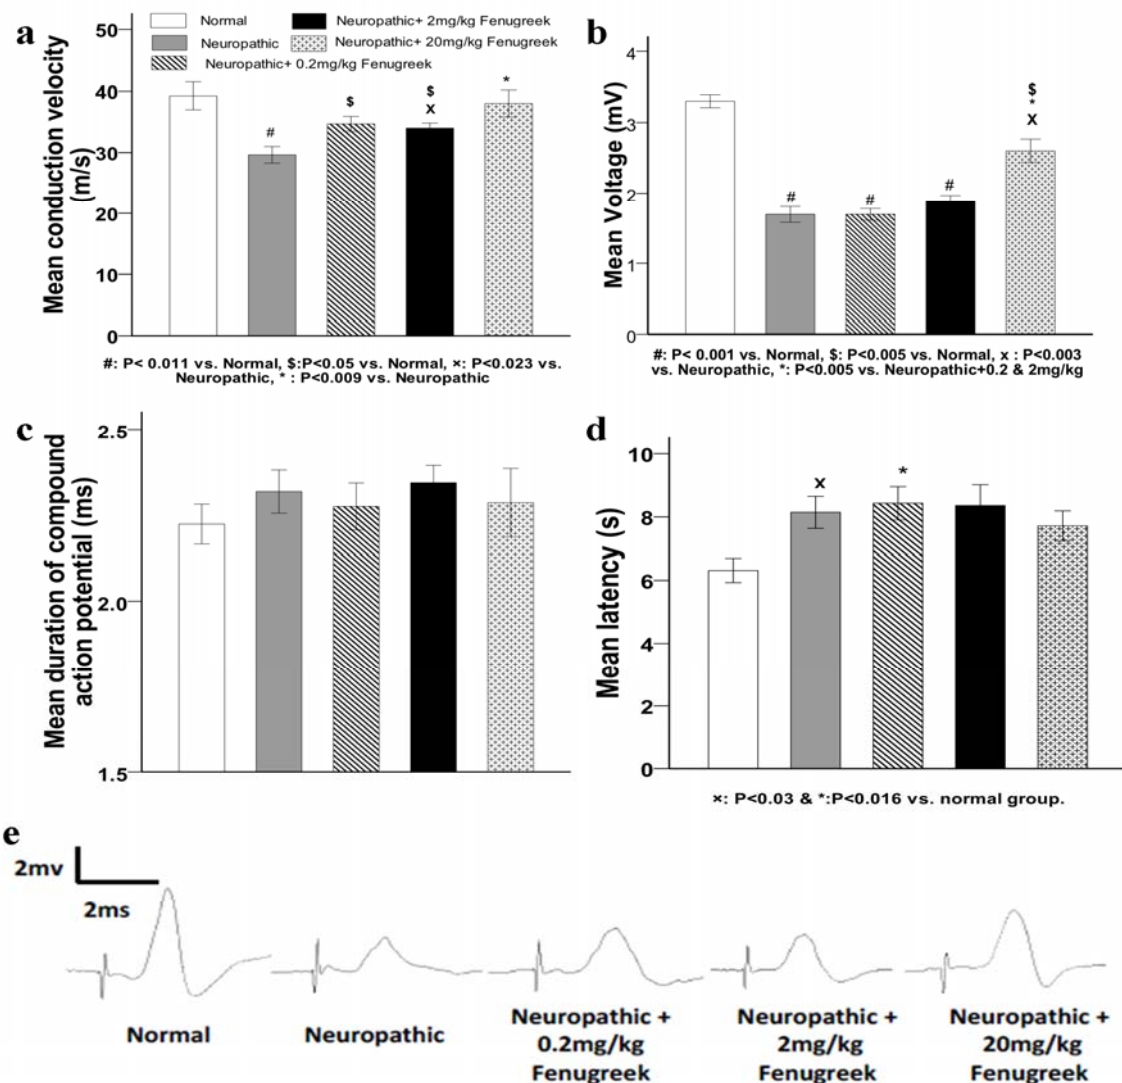 a
50
40
30
20
10
0
Mean conduction velocity
(m/s)
Normal
Neuropathic+ 2mg/kg Fenugreek
Neuropathic
Neuropathic+ 20mg/kg Fenugreek
Neuropathic+ 0.2mg/kg Fenugreek
#
$
$
x
*
#: P< 0.011 vs. Normal, $:P<0.05 vs. Normal, ×: P<0.023 vs.
Neuropathic, * : P<0.009 vs. Neuropathic
b
4
3
2
1
0
Mean Voltage (mV)
#
#
#
$
*
x
#: P< 0.001 vs. Normal, $: P<0.005 vs. Normal, x : P<0.003
vs. Neuropathic, *: P<0.005 vs. Neuropathic+0.2 & 2mg/kg
c
2.5
2.0
1.5
Mean duration of compound
action potential (ms)
d
10
8
6
4
2
0
Mean latency (s)
x
*
×: P<0.03 & *:P<0.016 vs. normal group.
e
2mv
2ms
Normal
Neuropathic
Neuropathic +
0.2mg/kg
Fenugreek
Neuropathic +
2mg/kg
Fenugreek
Neuropathic +
20mg/kg
Fenugreek